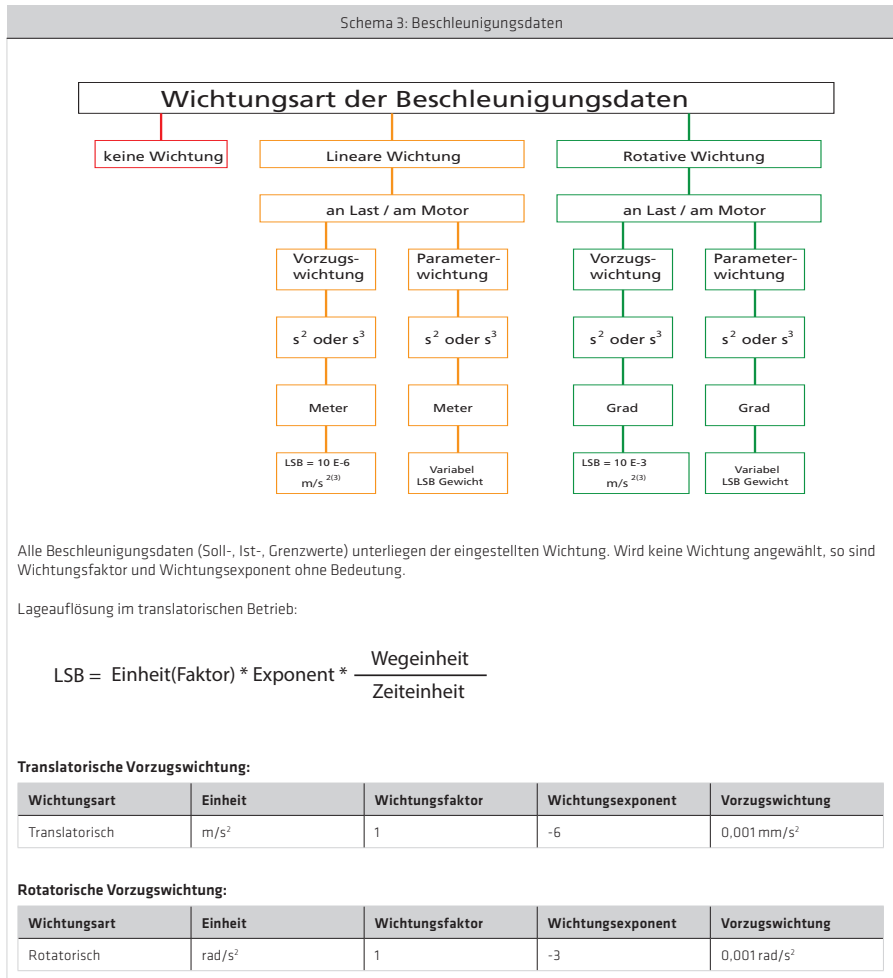 Schema 3: Beschleunigungsdaten
Wichtungsart der Beschleunigungsdaten
keine Wichtung
Lineare Wichtung
Rotative Wichtung
an Last / am Motor
an Last / am Motor
Vorzugs-
wichtung
Parameter-
wichtung
Vorzugs-
wichtung
Parameter-
wichtung
s² oder s³
s² oder s³
s² oder s³
s² oder s³
Meter
Meter
Grad
Grad
LSB = 10 E-6
m/s ²⁽³⁾
Variabel
LSB Gewicht
LSB = 10 E-3
m/s ²⁽³⁾
Variabel
LSB Gewicht
Alle Beschleunigungsdaten (Soll-, Ist-, Grenzwerte) unterliegen der eingestellten Wichtung. Wird keine Wichtung angewählt, so sind
Wichtungsfaktor und Wichtungsexponent ohne Bedeutung.
Lageauflösung im translatorischen Betrieb:
LSB = Einheit(Faktor) * Exponent * Wegeinheit
Zeiteinheit
Translatorische Vorzugswichtung:
Wichtungsart Einheit Wichtungsfaktor Wichtungsexponent Vorzugswichtung
Translatorisch m/s² 1 -6 0,001 mm/s²
Rotatorische Vorzugswichtung:
Wichtungsart Einheit Wichtungsfaktor Wichtungsexponent Vorzugswichtung
Rotatorisch rad/s² 1 -3 0,001 rad/s²